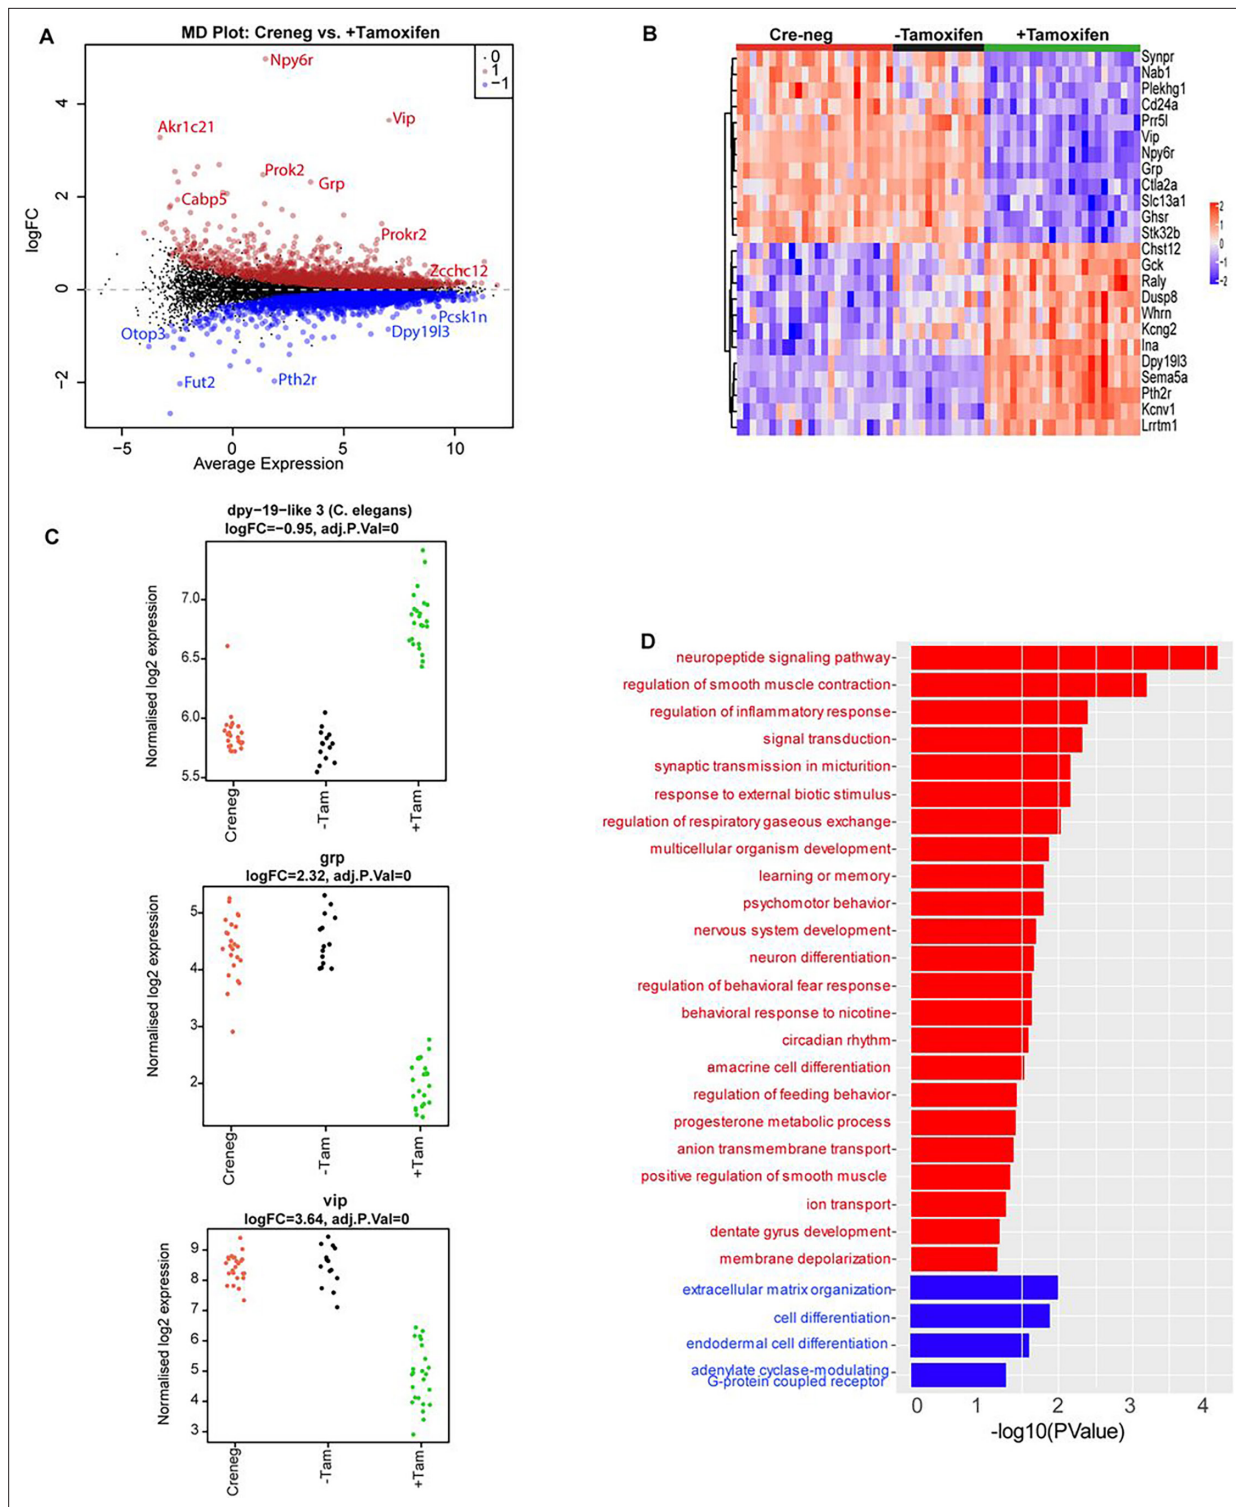 A
MD Plot: Creneg vs. +Tamoxifen
0
1
−1
Npy6r
Vip
Akr1c21
Prok2
Grp
Cabp5
Prokr2
Zcchc12
Pcsk1n
Dpy19l3
Otop3
Fut2
Pth2r
logFC
4
2
0
−2
−5
0
5
10
Average Expression
B
Cre-neg
-Tamoxifen
+Tamoxifen
Synpr
Nab1
Plekhg1
Cd24a
Prr5l
Vip
Npy6r
Grp
Ctla2a
Slc13a1
Ghsr
Stk32b
Chst12
Gck
Raly
Dusp8
Whrn
Kcng2
Ina
Dpy19l3
Sema5a
Pth2r
Kcnv1
Lrrtm1
2
1
0
-1
-2
C
dpy−19−like 3 (C. elegans)
logFC=−0.95, adj.P.Val=0
Normalised log2 expression
7.0
6.5
6.0
5.5
Creneg
-Tam
+Tam
grp
logFC=2.32, adj.P.Val=0
Normalised log2 expression
5
4
3
2
Creneg
-Tam
+Tam
vip
logFC=3.64, adj.P.Val=0
Normalised log2 expression
9
8
7
6
5
4
3
Creneg
-Tam
+Tam
D
neuropeptide signaling pathway
regulation of smooth muscle contraction
regulation of inflammatory response
signal transduction
synaptic transmission in micturition
response to external biotic stimulus
regulation of respiratory gaseous exchange
multicellular organism development
learning or memory
psychomotor behavior
nervous system development
neuron differentiation
regulation of behavioral fear response
behavioral response to nicotine
circadian rhythm
amacrine cell differentiation
regulation of feeding behavior
progesterone metabolic process
anion transmembrane transport
positive regulation of smooth muscle
ion transport
dentate gyrus development
membrane depolarization
extracellular matrix organization
cell differentiation
endodermal cell differentiation
adenylate cyclase-modulating
G-protein coupled receptor
0
1
2
3
4
-log10(PValue)